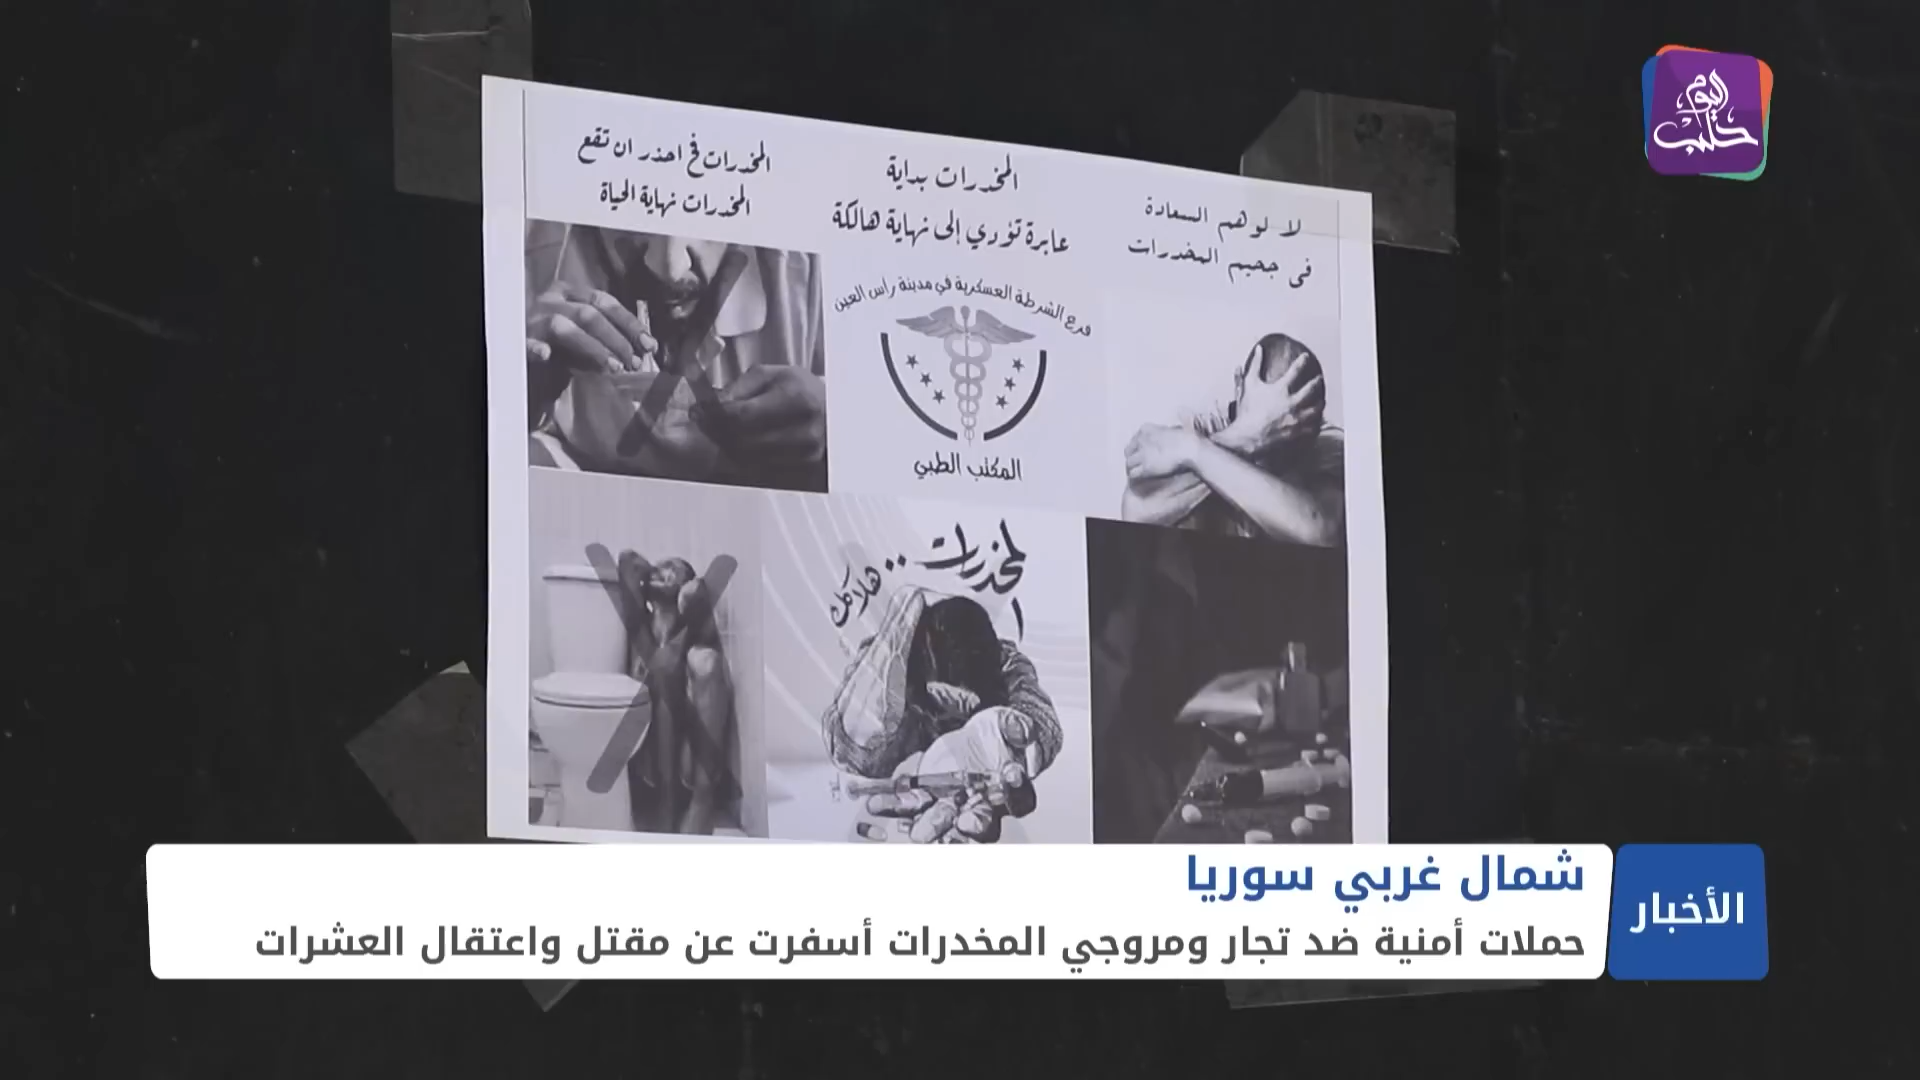 حلب اليوم
لا لوهم السعادة
في جحيم المخدرات
المخدرات بداية
عابرة تؤدي إلى نهاية هالكة
المخدرات فخ احذر ان تقع
المخدرات نهاية الحياة
فرع الشرطة العسكرية في مدينة راس العين
المكتب الطبي
المخدرات .. هلاكك
الأخبار
شمال غربي سوريا
حملات أمنية ضد تجار ومروجي المخدرات أسفرت عن مقتل واعتقال العشرات